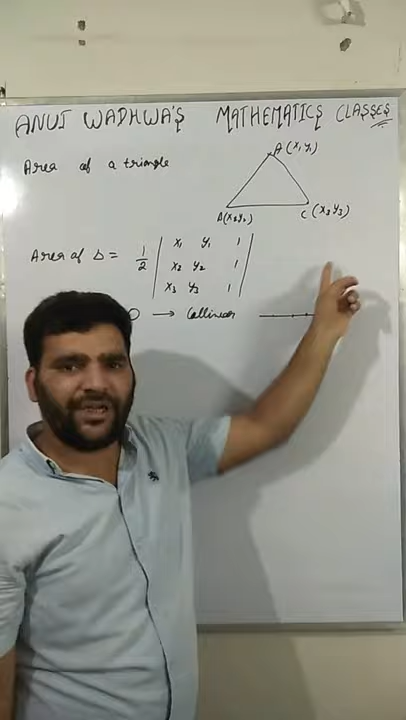 ANUJ WADHWA'S MATHEMATICS CLASSES
Area of a triangle
A (x₁ y₁)
B(x₂ y₂)
C (x₃ y₃)
Area of Δ = 1/2 | x₁ y₁ 1 |
| x₂ y₂ 1 |
| x₃ y₃ 1 |
0 → Collinear